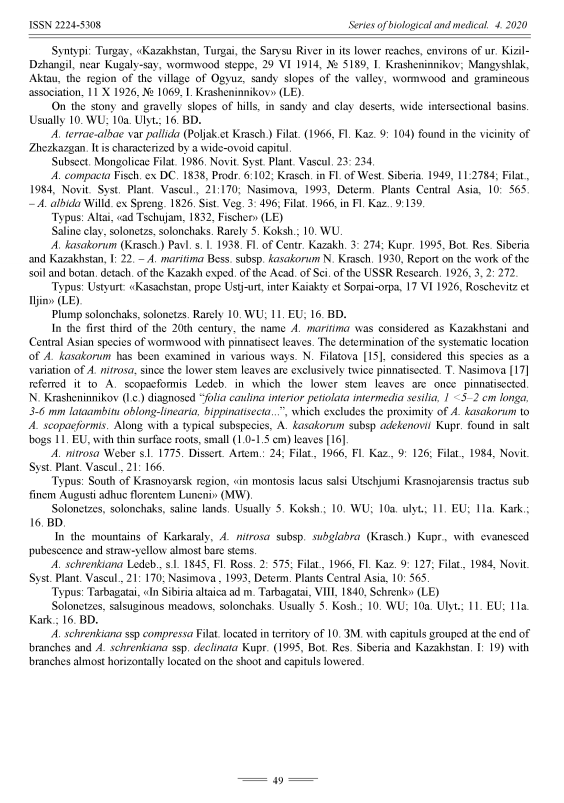 ISSN 2224-5308 Series of biological and medical. 4. 2020
Syntypi: Turgay, «Kazakhstan, Turgai, the Sarysu River in its lower reaches, environs of ur. Kizil-
Dzhangil, near Kugaly-say, wormwood steppe, 29 VI 1914, № 5189, I. Krasheninnikov; Mangyshlak,
Aktau, the region of the village of Ogyuz, sandy slopes of the valley, wormwood and gramineous
association, 11 X 1926, № 1069, I. Krasheninnikov» (LE).
On the stony and gravelly slopes of hills, in sandy and clay deserts, wide intersectional basins.
Usually 10. WU; 10a. Ulyt.; 16. BD.
A. terrae-albae var pallida (Poljak.et Krasch.) Filat. (1966, Fl. Kaz. 9: 104) found in the vicinity of
Zhezkazgan. It is characterized by a wide-ovoid capitul.
Subsect. Mongolicae Filat. 1986. Novit. Syst. Plant. Vascul. 23: 234.
A. compacta Fisch. ex DC. 1838, Prodr. 6:102; Krasch. in Fl. of West. Siberia. 1949, 11:2784; Filat.,
1984, Novit. Syst. Plant. Vascul., 21:170; Nasimova, 1993, Determ. Plants Central Asia, 10: 565.
– A. albida Willd. ex Spreng. 1826. Sist. Veg. 3: 496; Filat. 1966, in Fl. Kaz.. 9:139.
Typus: Altai, «ad Tschujam, 1832, Fischer» (LE)
Saline clay, solonetzs, solonchaks. Rarely 5. Koksh.; 10. WU.
A. kasakorum (Krasch.) Pavl. s. l. 1938. Fl. of Centr. Kazakh. 3: 274; Kupr. 1995, Bot. Res. Siberia
and Kazakhstan, I: 22. – A. maritima Bess. subsp. kasakorum N. Krasch. 1930, Report on the work of the
soil and botan. detach. of the Kazakh exped. of the Acad. of Sci. of the USSR Research. 1926, 3, 2: 272.
Typus: Ustyurt: «Kasachstan, prope Ustj-urt, inter Kaiakty et Sorpai-orpa, 17 VI 1926, Roschevitz et
Iljin» (LE).
Plump solonchaks, solonetzs. Rarely 10. WU; 11. EU; 16. BD.
In the first third of the 20th century, the name A. maritima was considered as Kazakhstani and
Central Asian species of wormwood with pinnatisect leaves. The determination of the systematic location
of A. kasakorum has been examined in various ways. N. Filatova [15], considered this species as a
variation of A. nitrosa, since the lower stem leaves are exclusively twice pinnatisected. T. Nasimova [17]
referred it to A. scopaeformis Ledeb. in which the lower stem leaves are once pinnatisected.
N. Krasheninnikov (l.c.) diagnosed “folia caulina inferior petiolata intermedia sesilia, 1 <5–2 cm longa,
3-6 mm lataambitu oblong-linearia, bippinatisecta...”, which excludes the proximity of A. kasakorum to
A. scopaeformis. Along with a typical subspecies, A. kasakorum subsp adekenovii Kupr. found in salt
bogs 11. EU, with thin surface roots, small (1.0-1.5 cm) leaves [16].
A. nitrosa Weber s.l. 1775. Dissert. Artem.: 24; Filat., 1966, Fl. Kaz., 9: 126; Filat., 1984, Novit.
Syst. Plant. Vascul., 21: 166.
Typus: South of Krasnoyarsk region, «in montosis lacus salsi Utschjumi Krasnojarensis tractus sub
finem Augusti adhuc florentem Luneni» (MW).
Solonetzes, solonchaks, saline lands. Usually 5. Koksh.; 10. WU; 10a. ulyt.; 11. EU; 11a. Kark.;
16. BD.
In the mountains of Karkaraly, A. nitrosa subsp. subglabra (Krasch.) Kupr., with evanesced
pubescence and straw-yellow almost bare stems.
A. schrenkiana Ledeb., s.l. 1845, Fl. Ross. 2: 575; Filat., 1966, Fl. Kaz. 9: 127; Filat., 1984, Novit.
Syst. Plant. Vascul., 21: 170; Nasimova , 1993, Determ. Plants Central Asia, 10: 565.
Typus: Tarbagatai, «In Sibiria altaica ad m. Tarbagatai, VIII, 1840, Schrenk» (LE)
Solonetzes, salsuginous meadows, solonchaks. Usually 5. Kosh.; 10. WU; 10a. Ulyt.; 11. EU; 11a.
Kark.; 16. BD.
A. schrenkiana ssp compressa Filat. located in territory of 10. ЗМ. with capituls grouped at the end of
branches and A. schrenkiana ssp. declinata Kupr. (1995, Bot. Res. Siberia and Kazakhstan. I: 19) with
branches almost horizontally located on the shoot and capituls lowered.
49